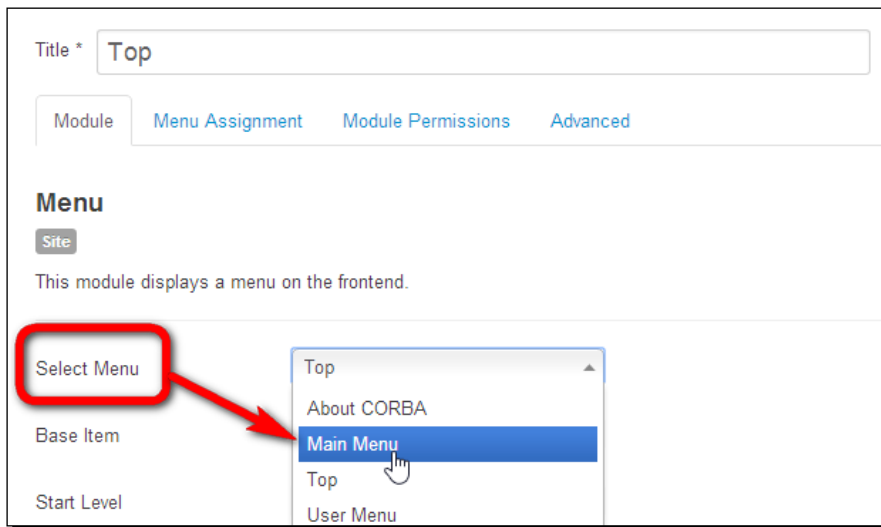 Title * Top
Module Menu Assignment Module Permissions Advanced
Menu
Site
This module displays a menu on the frontend.
Select Menu Top
About CORBA
Base Item Main Menu
Top
Start Level User Menu